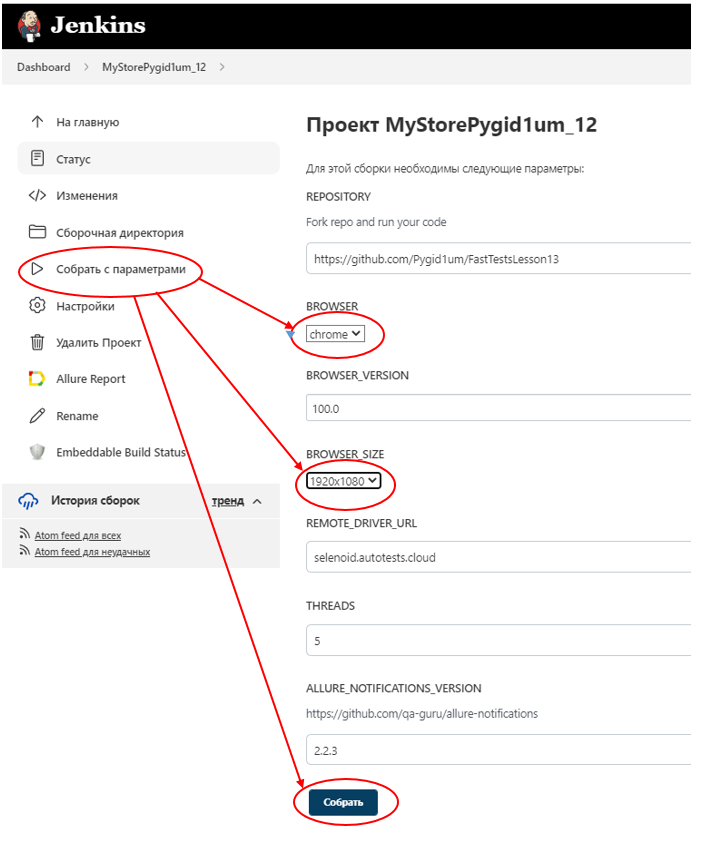 Jenkins
Dashboard > MyStorePygid1um_12 >
На главную
Статус
Изменения
Сборочная директория
Собрать с параметрами
Настройки
Удалить Проект
Allure Report
Rename
Embeddable Build Status
История сборок тренд
Atom feed для всех
Atom feed для неудачных
Проект MyStorePygid1um_12
Для этой сборки необходимы следующие параметры:
REPOSITORY
Fork repo and run your code
https://github.com/Pygid1um/FastTestsLesson13
BROWSER
chrome
BROWSER_VERSION
100.0
BROWSER_SIZE
1920x1080
REMOTE_DRIVER_URL
selenoid.autotests.cloud
THREADS
5
ALLURE_NOTIFICATIONS_VERSION
https://github.com/qa-guru/allure-notifications
2.2.3
Собрать